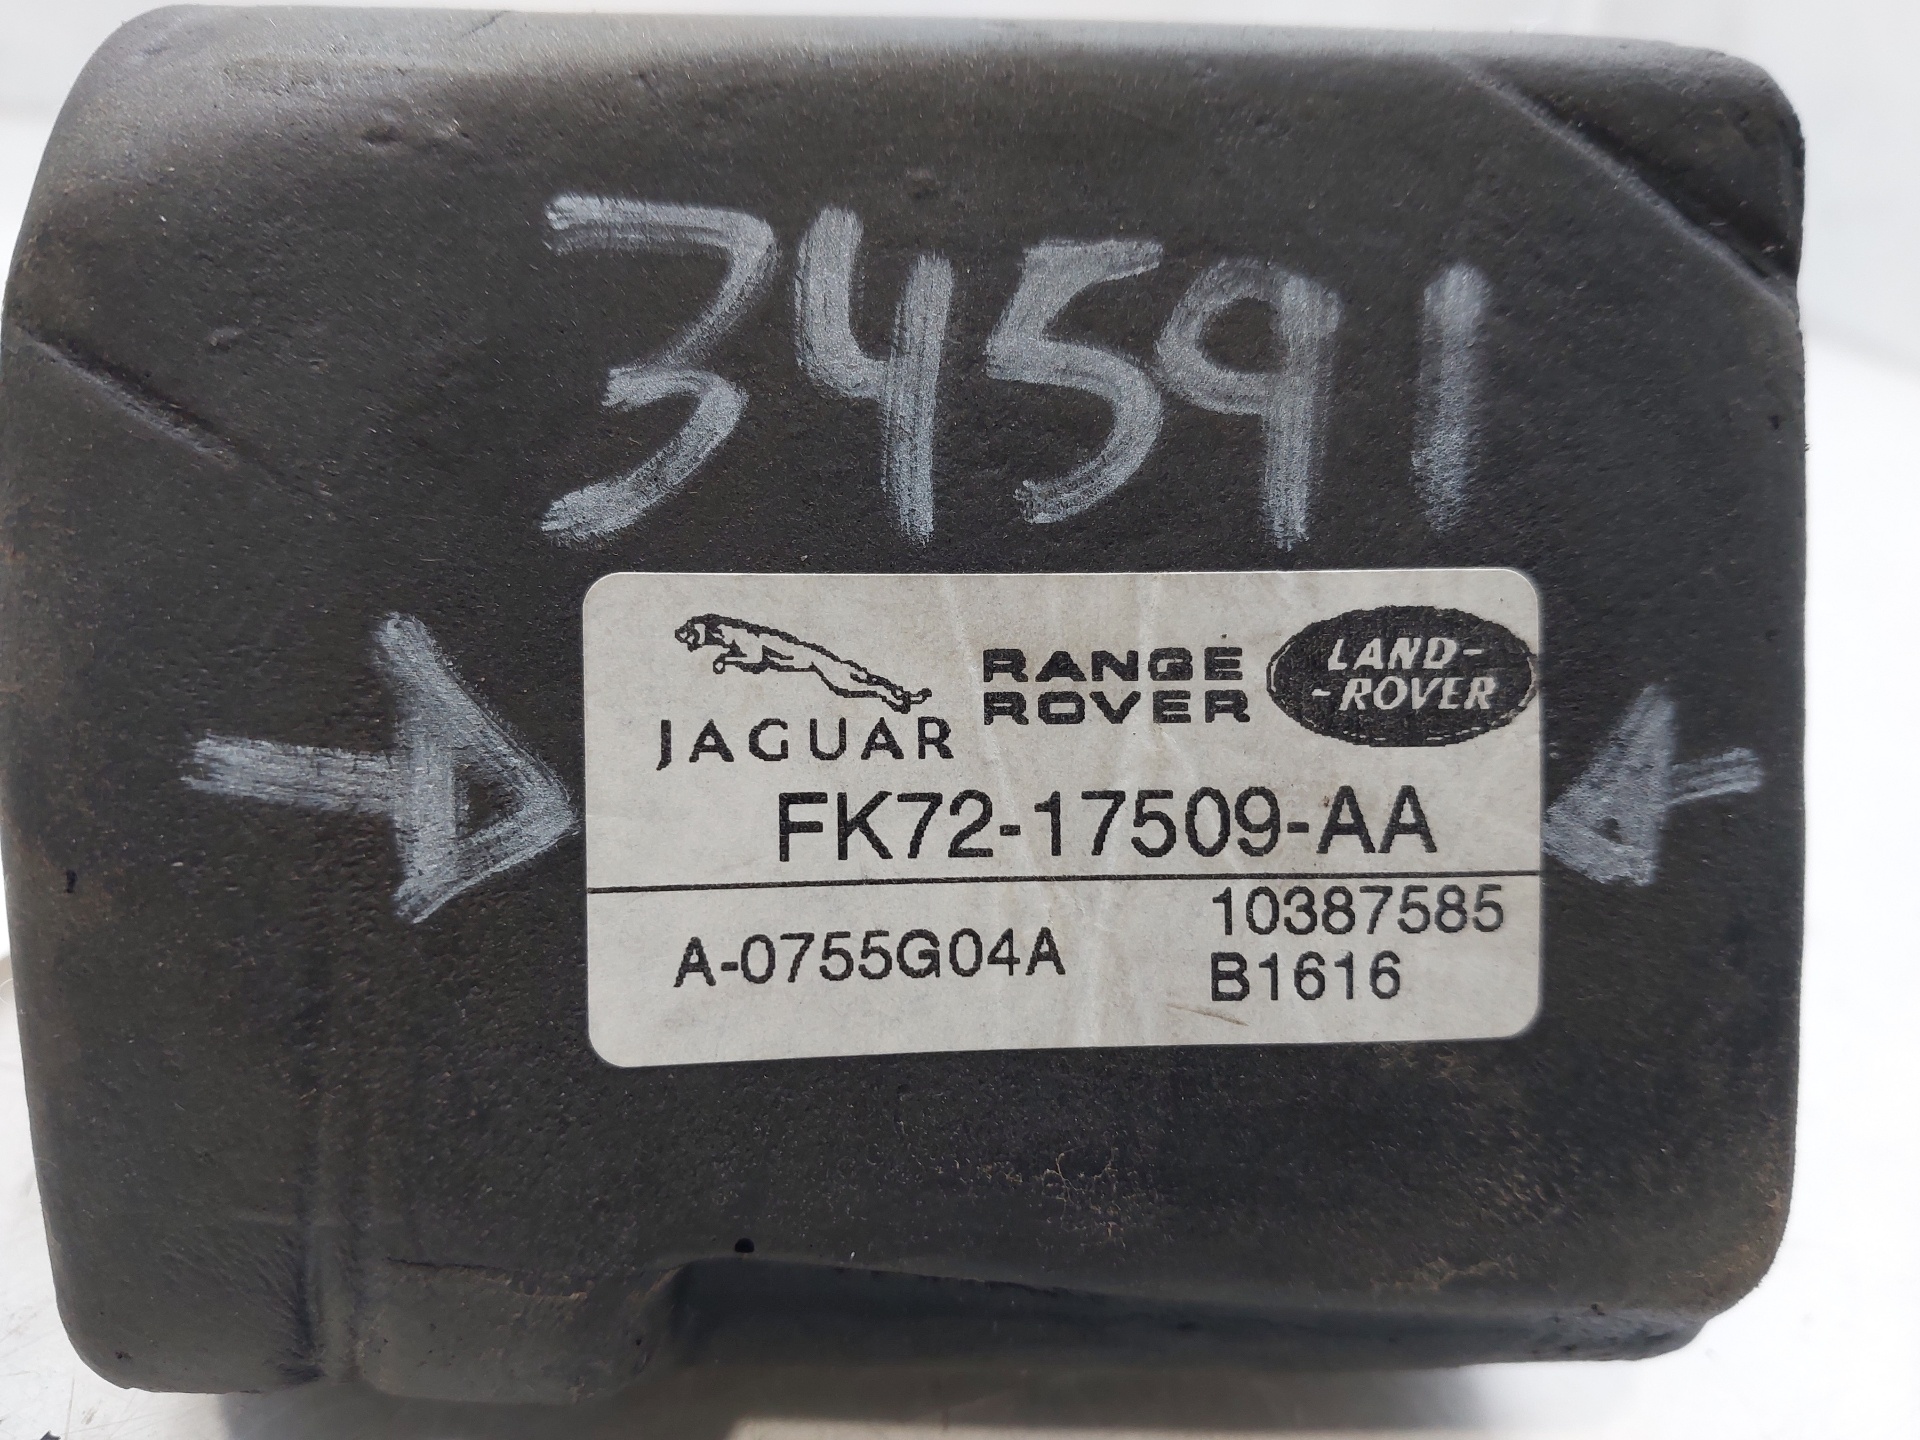 34591
JAGUAR
RANGE
ROVER
LAND-
-ROVER
FK72-17509-AA
A-0755G04A
10387585
B1616